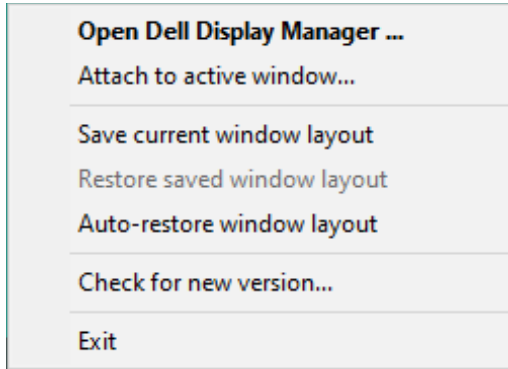 Open Dell Display Manager ...
Attach to active window...
Save current window layout
Restore saved window layout
Auto-restore window layout
Check for new version...
Exit